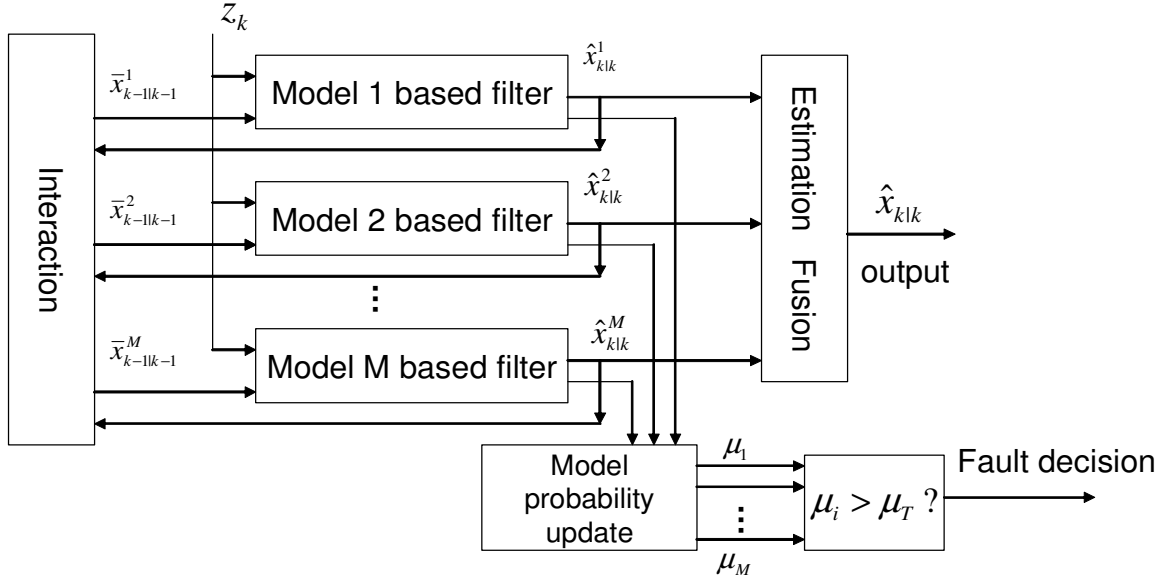 z_k
Interaction
x̄^1_{k-1|k-1}
Model 1 based filter
x̂^1_{k|k}
x̄^2_{k-1|k-1}
Model 2 based filter
x̂^2_{k|k}
⋮
x̄^M_{k-1|k-1}
Model M based filter
x̂^M_{k|k}
Estimation Fusion
x̂_{k|k}
output
Model
probability
update
μ_1
⋮
μ_M
μ_i > μ_T ?
Fault decision